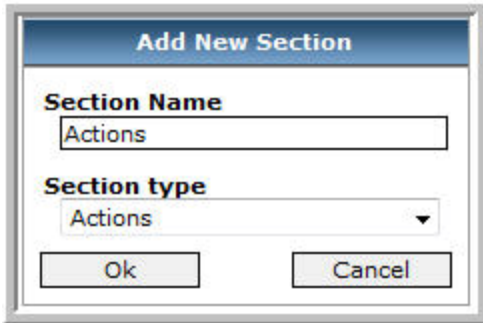 Add New Section
Section Name
Actions
Section type
Actions
Ok Cancel